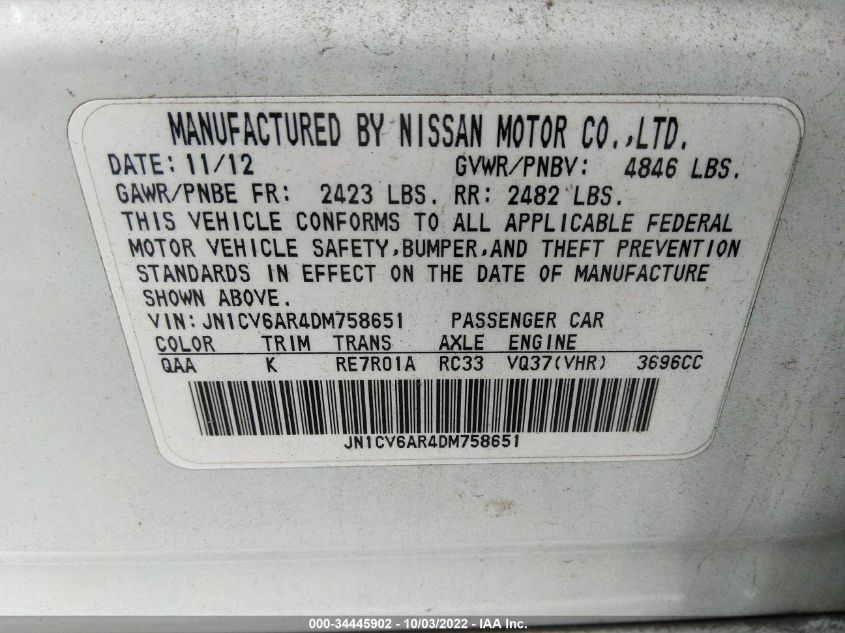 MANUFACTURED BY NISSAN MOTOR CO.,LTD.
DATE: 11/12 GVWR/PNBV: 4846 LBS.
GAWR/PNBE FR: 2423 LBS. RR: 2482 LBS.
THIS VEHICLE CONFORMS TO ALL APPLICABLE FEDERAL
MOTOR VEHICLE SAFETY,BUMPER,AND THEFT PREVENTION
STANDARDS IN EFFECT ON THE DATE OF MANUFACTURE
SHOWN ABOVE.
VIN: JN1CV6AR4DM758651 PASSENGER CAR
COLOR TRIM TRANS AXLE ENGINE
QAA K RE7R01A RC33 VQ37(VHR) 3696CC
JN1CV6AR4DM758651
000-34445902 - 10/03/2022 - IAA Inc.